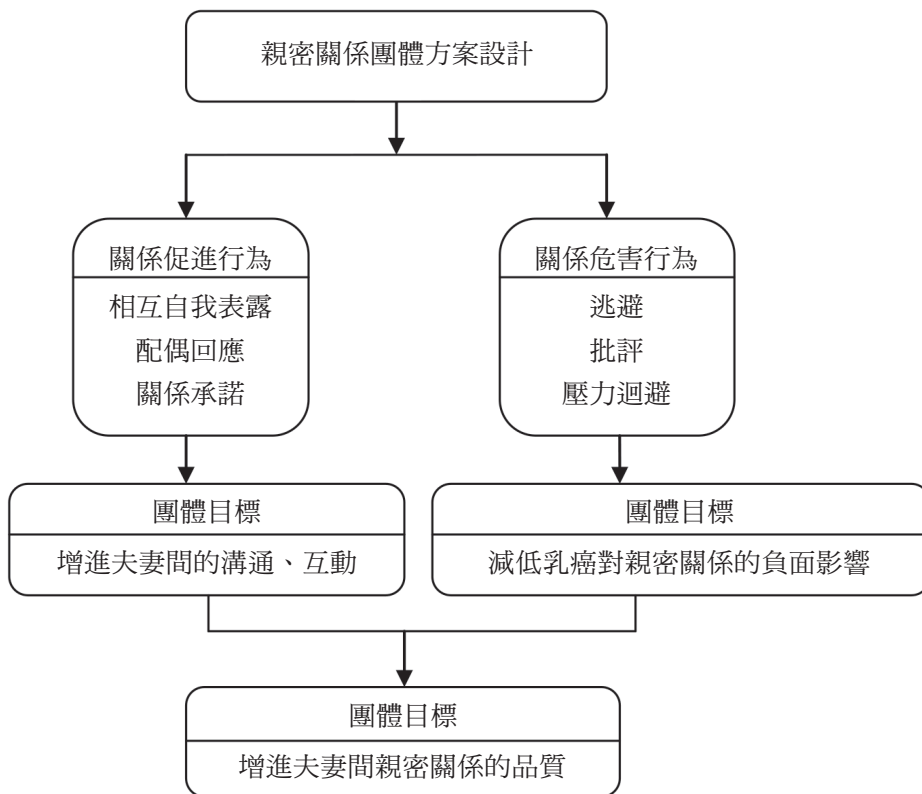 親密關係團體方案設計
關係促進行為
相互自我表露
配偶回應
關係承諾
關係危害行為
逃避
批評
壓力迴避
團體目標
增進夫妻間的溝通、互動
團體目標
減低乳癌對親密關係的負面影響
團體目標
增進夫妻間親密關係的品質